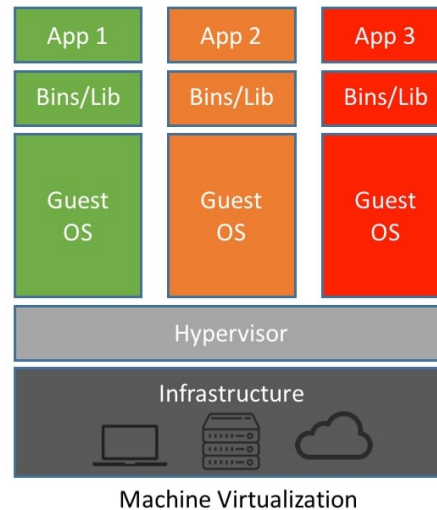 App 1
App 2
App 3
Bins/Lib
Bins/Lib
Bins/Lib
Guest
OS
Guest
OS
Guest
OS
Hypervisor
Infrastructure
Machine Virtualization